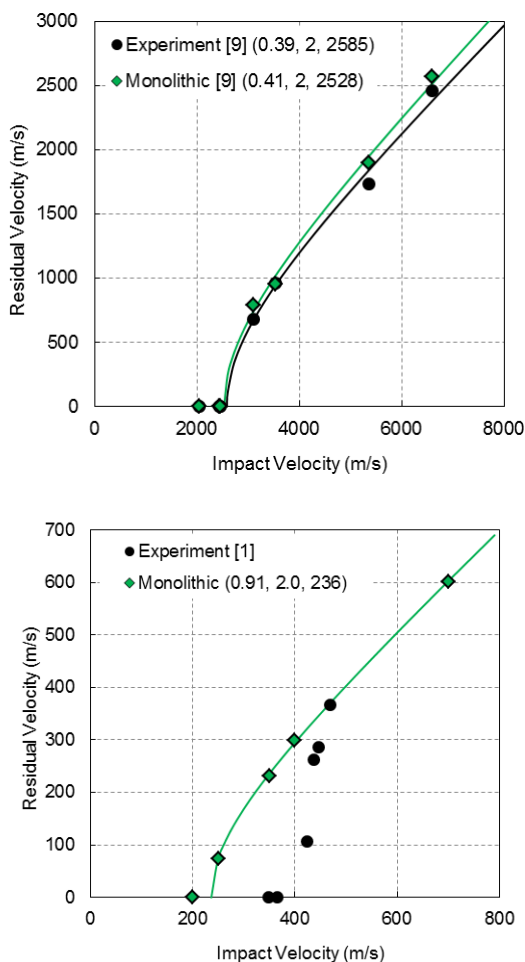 3000
Experiment [9] (0.39, 2, 2585)
Monolithic [9] (0.41, 2, 2528)
2500
2000
1500
1000
500
0
Residual Velocity (m/s)
0 2000 4000 6000 8000
Impact Velocity (m/s)
700
Experiment [1]
Monolithic (0.91, 2.0, 236)
600
500
400
300
200
100
0
Residual Velocity (m/s)
0 200 400 600 800
Impact Velocity (m/s)